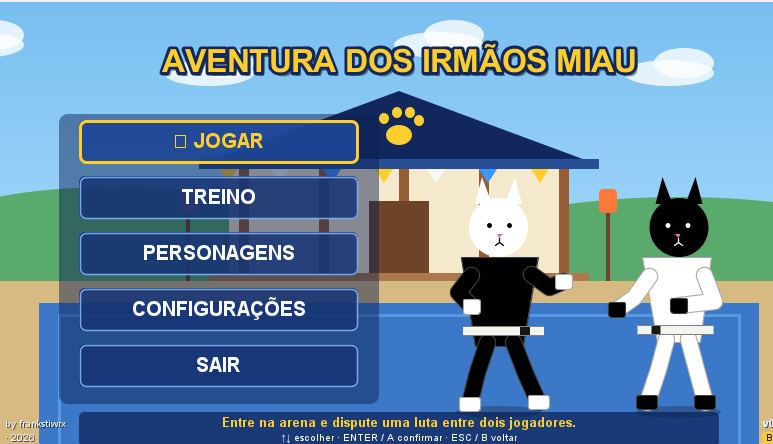 AVENTURA DOS IRMÃOS MIAU
JOGAR
TREINO
PERSONAGENS
CONFIGURAÇÕES
SAIR
Entre na arena e dispute uma luta entre dois jogadores.
↑↓ escolher · ENTER / A confirmar · ESC / B voltar
by frankstiwrx
· 2026